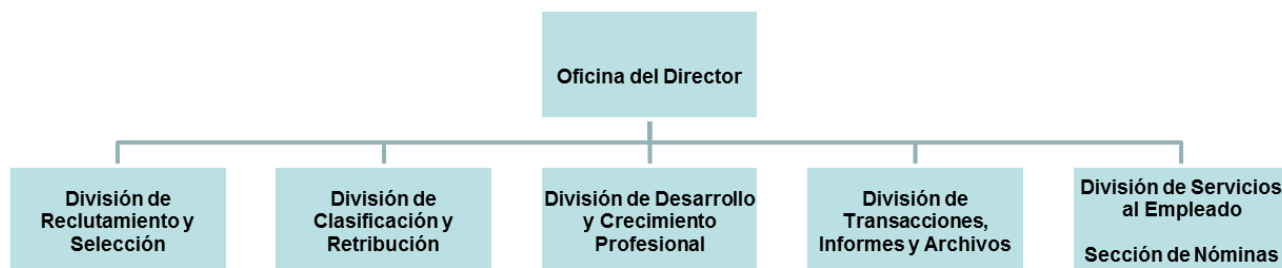 Oficina del Director
División de
Reclutamiento y
Selección
División de
Clasificación y
Retribución
División de Desarrollo
y Crecimiento
Profesional
División de
Transacciones,
Informes y Archivos
División de Servicios
al Empleado
Sección de Nóminas